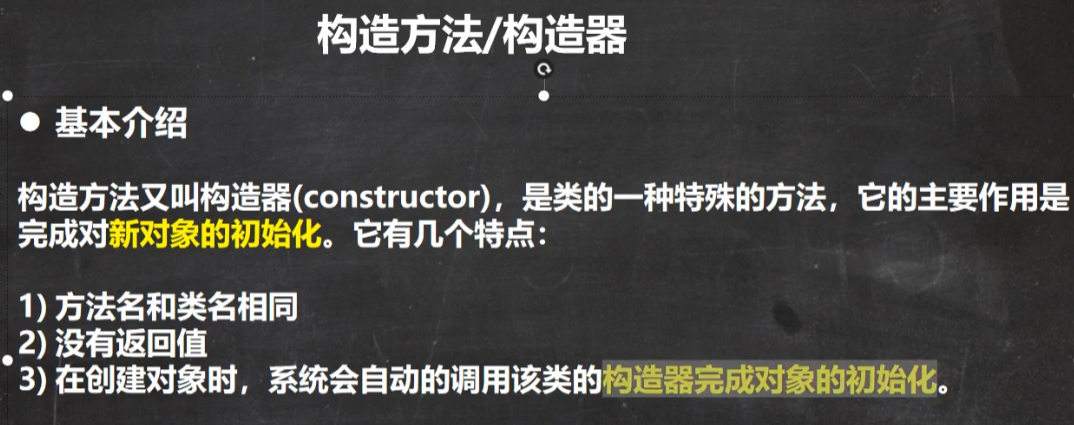 构造方法/构造器
● 基本介绍
构造方法又叫构造器(constructor)，是类的一种特殊的方法，它的主要作用是
完成对新对象的初始化。它有几个特点：
1) 方法名和类名相同
2) 没有返回值
3) 在创建对象时，系统会自动的调用该类的构造器完成对象的初始化。